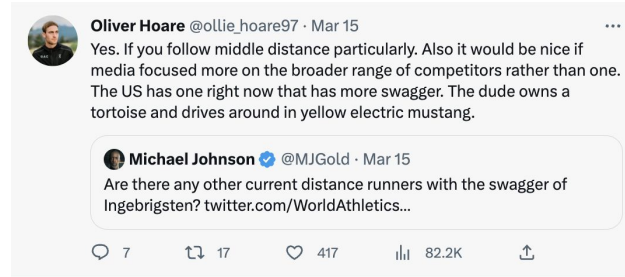 Oliver Hoare @ollie_hoare97 · Mar 15
Yes. If you follow middle distance particularly. Also it would be nice if
media focused more on the broader range of competitors rather than one.
The US has one right now that has more swagger. The dude owns a
tortoise and drives around in yellow electric mustang.
Michael Johnson @MJGold · Mar 15
Are there any other current distance runners with the swagger of
Ingebrigsten? twitter.com/WorldAthletics...
7 17 417 82.2K